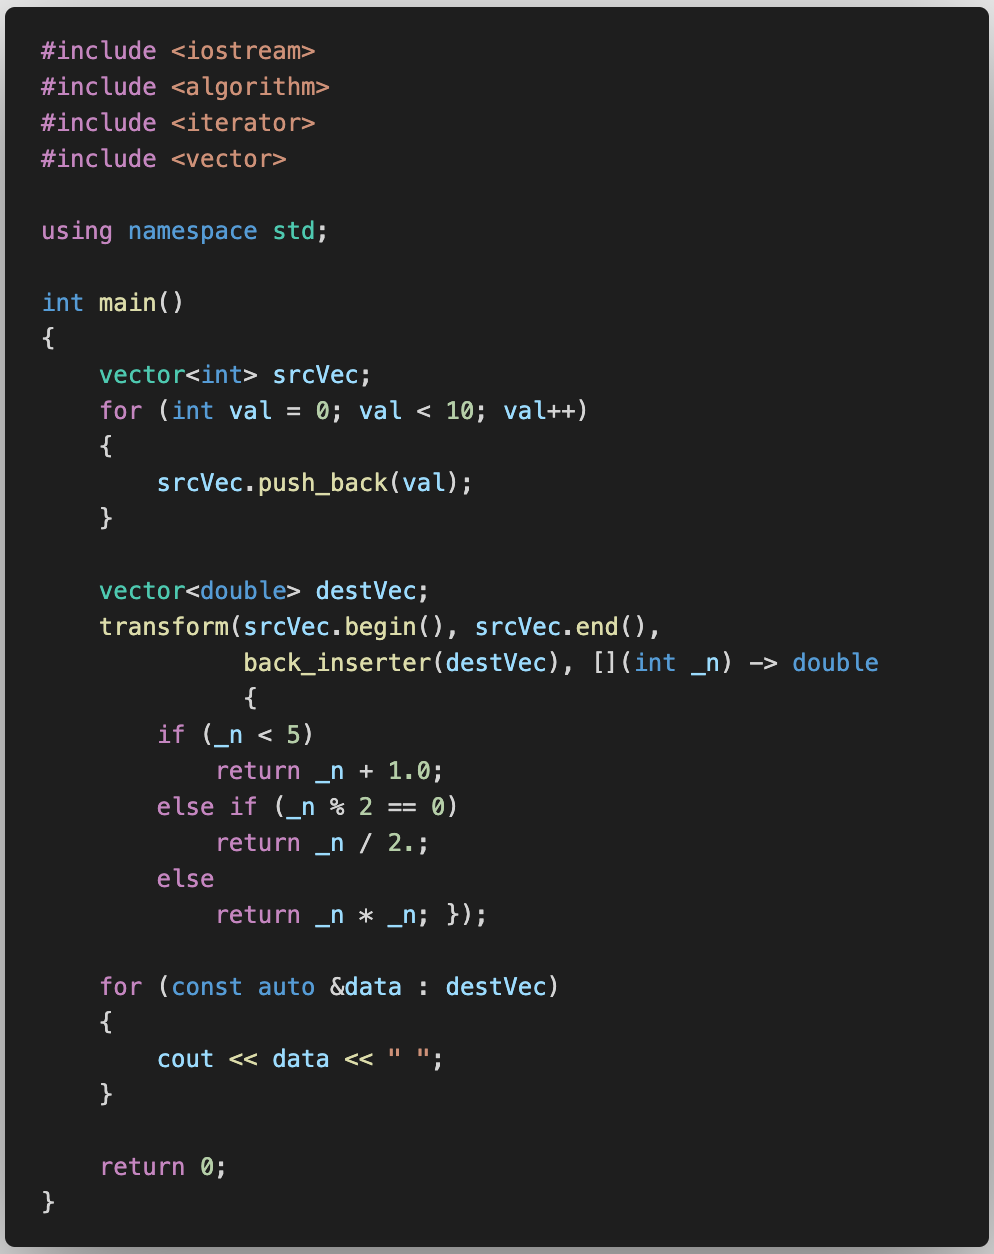 #include <iostream>
#include <algorithm>
#include <iterator>
#include <vector>

using namespace std;

int main()
{
    vector<int> srcVec;
    for (int val = 0; val < 10; val++)
    {
        srcVec.push_back(val);
    }

    vector<double> destVec;
    transform(srcVec.begin(), srcVec.end(),
              back_inserter(destVec), [](int _n) -> double
              {
        if (_n < 5)
            return _n + 1.0;
        else if (_n % 2 == 0)
            return _n / 2.;
        else
            return _n * _n; });

    for (const auto &data : destVec)
    {
        cout << data << " ";
    }

    return 0;
}